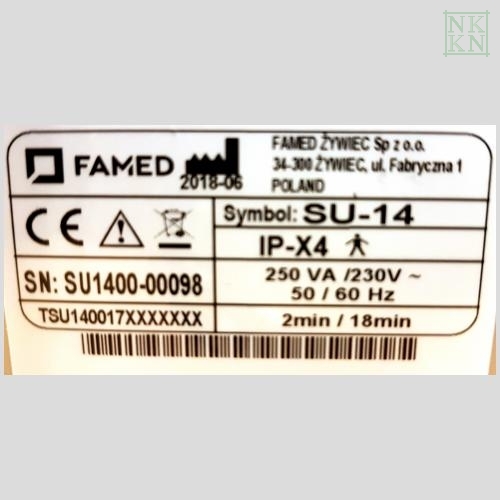 NK
KN
FAMED
2018-06
FAMED ŻYWIEC Sp z o.o.
34-300 ŻYWIEC, ul. Fabryczna 1
POLAND
CE
Symbol: SU-14
IP-X4
SN: SU1400-00098
250 VA /230V ~
50 / 60 Hz
TSU140017XXXXXXX
2min / 18min